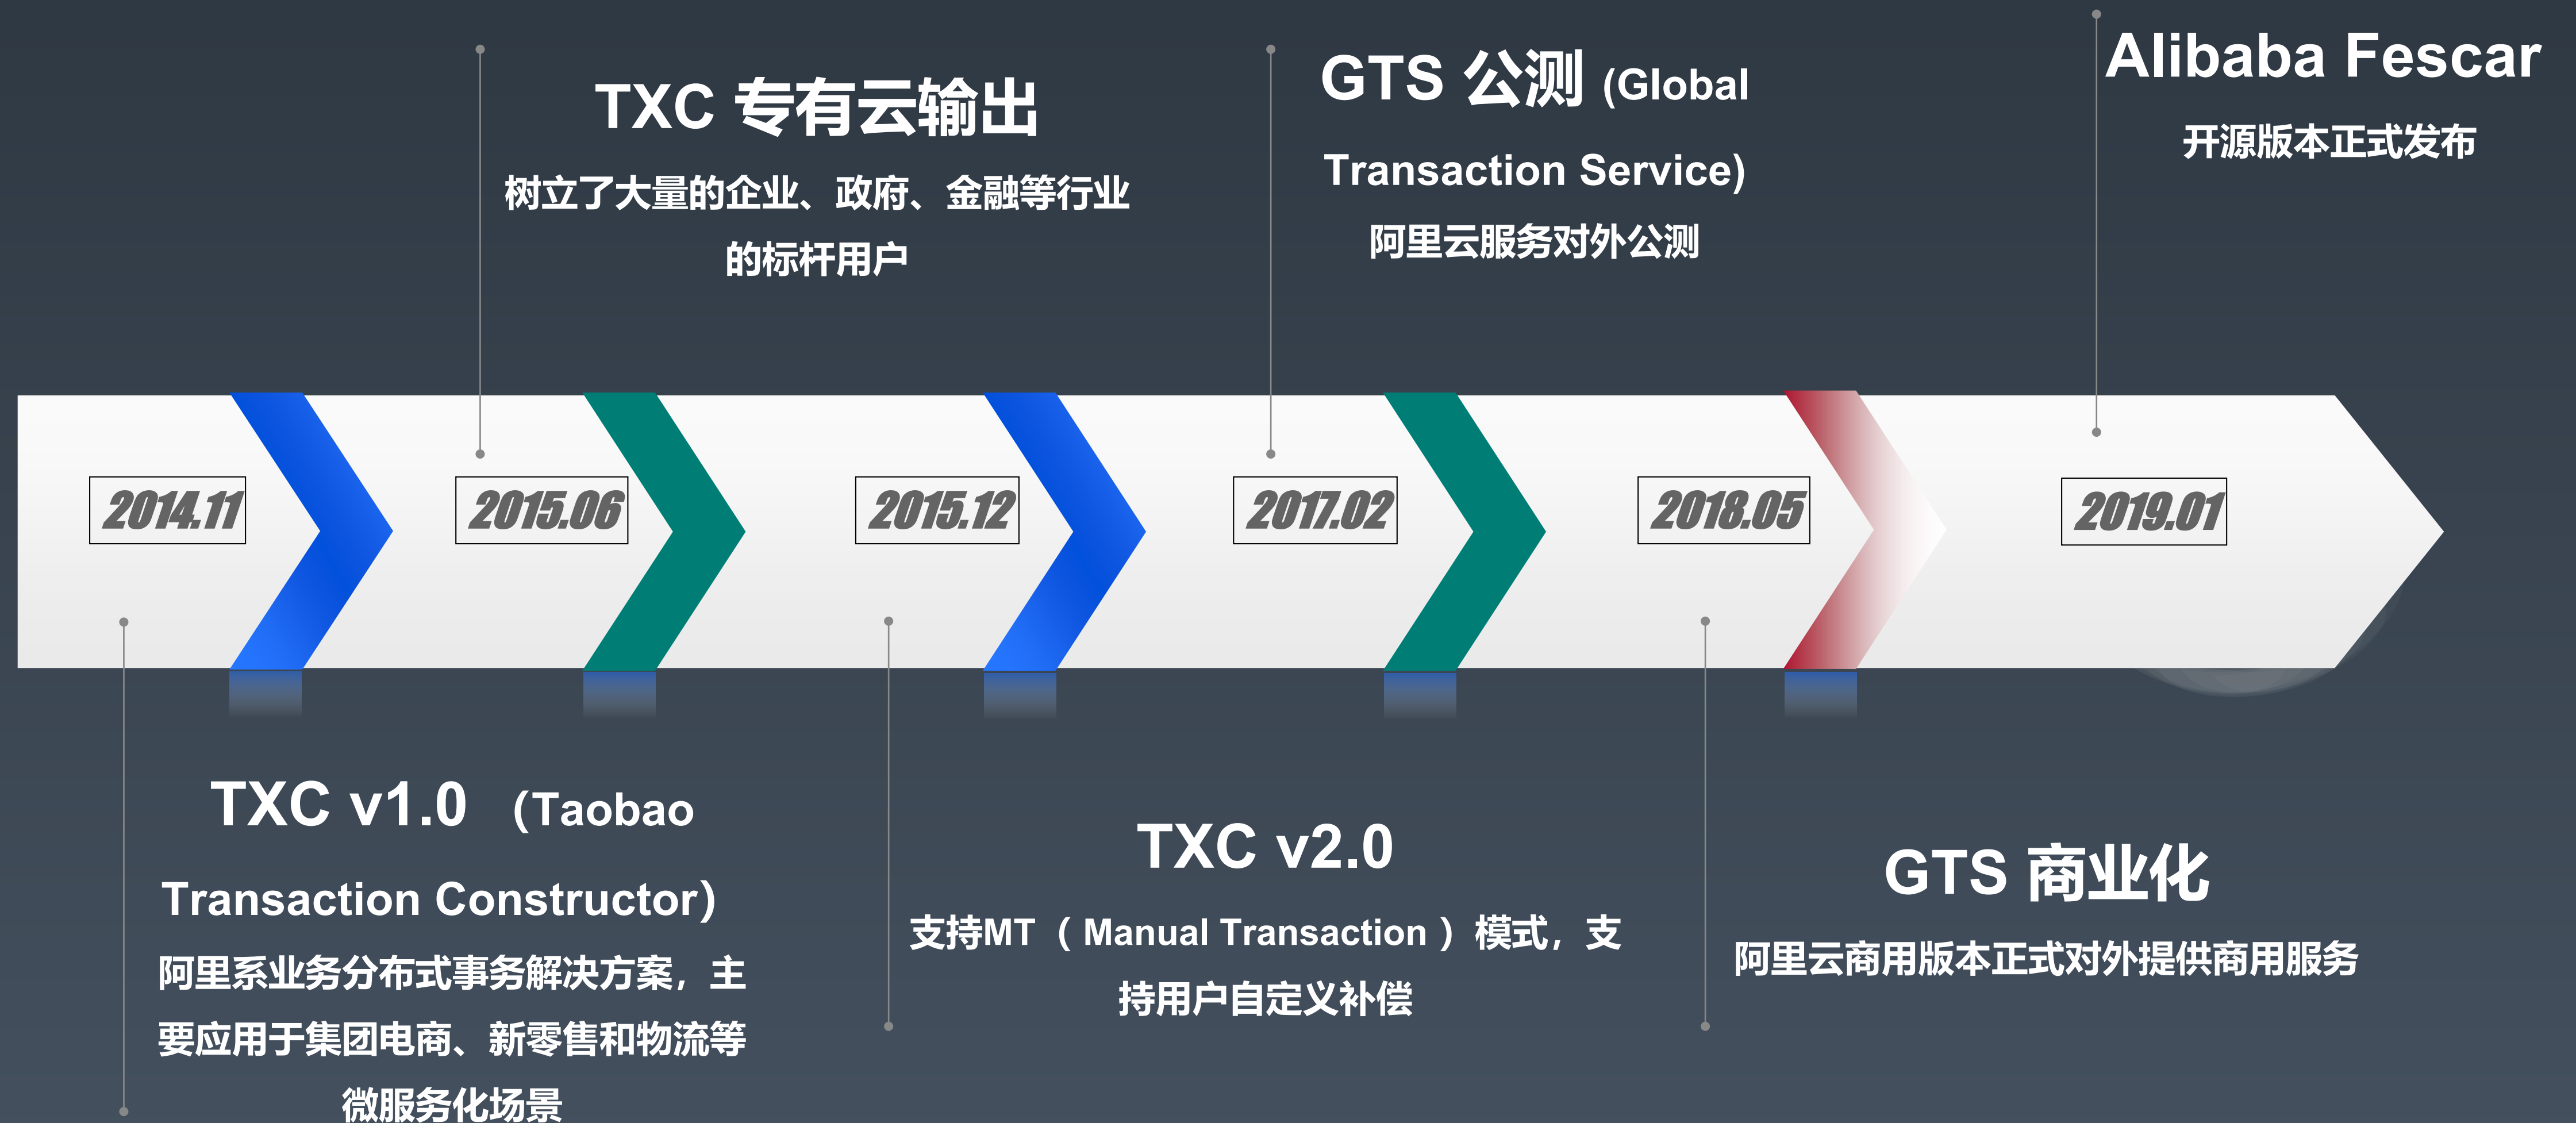 TXC 专有云输出
树立了大量的企业、政府、金融等行业
的标杆用户
GTS 公测 (Global
Transaction Service)
阿里云服务对外公测
Alibaba Fescar
开源版本正式发布
2014.11
2015.06
2015.12
2017.02
2018.05
2019.01
TXC v1.0 （Taobao
Transaction Constructor）
阿里系业务分布式事务解决方案，主
要应用于集团电商、新零售和物流等
微服务化场景
TXC v2.0
支持MT（ Manual Transaction ）模式，支
持用户自定义补偿
GTS 商业化
阿里云商用版本正式对外提供商用服务